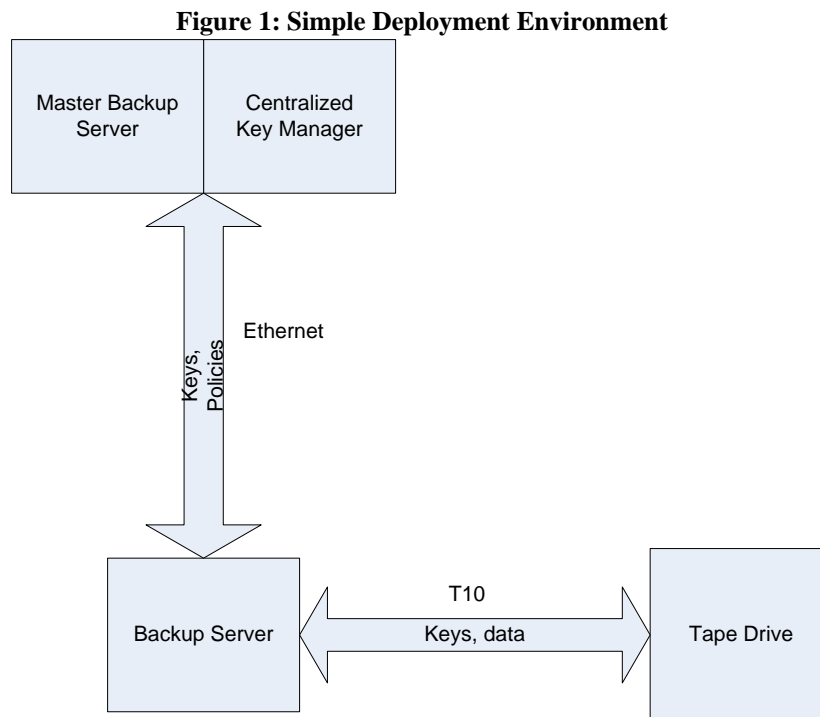 Figure 1: Simple Deployment Environment
Master Backup
Server
Centralized
Key Manager
Ethernet
Keys,
Policies
T10
Backup Server
Keys, data
Tape Drive